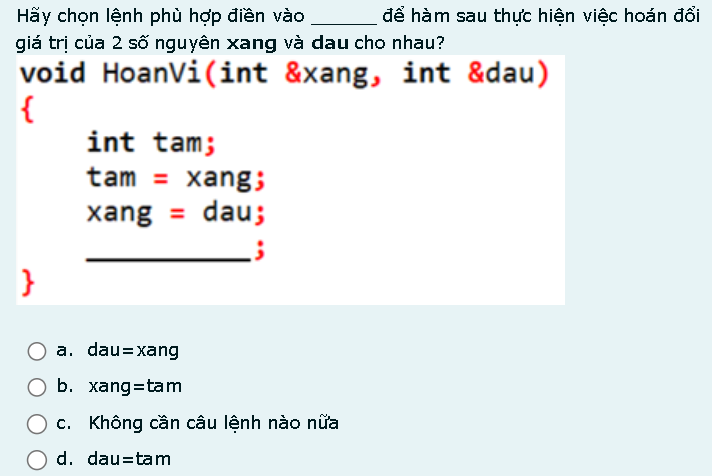 Hãy chọn lệnh phù hợp điền vào _______ để hàm sau thực hiện việc hoán đổi
giá trị của 2 số nguyên xang và dau cho nhau?
void HoanVi(int &xang, int &dau)
{
int tam;
tam = xang;
xang = dau;
__________;
}
a. dau=xang
b. xang=tam
c. Không cần câu lệnh nào nữa
d. dau=tam